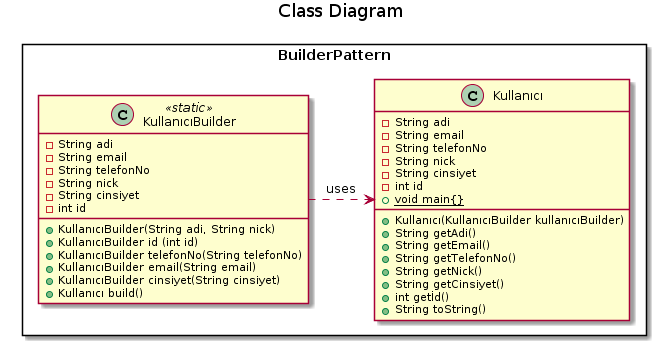 Class Diagram
BuilderPattern
C «static»
KullanıcıBuilder
String adi
String email
String telefonNo
String nick
String cinsiyet
int id
KullanıcıBuilder(String adi, String nick)
KullanıcıBuilder id (int id)
KullanıcıBuilder telefonNo(String telefonNo)
KullanıcıBuilder email(String email)
KullanıcıBuilder cinsiyet(String cinsiyet)
Kullanıcı build()
uses
C Kullanıcı
String adi
String email
String telefonNo
String nick
String cinsiyet
int id
void main{}
Kullanıcı(KullanıcıBuilder kullanıcıBuilder)
String getAdi()
String getEmail()
String getTelefonNo()
String getNick()
String getCinsiyet()
int getId()
String toString()